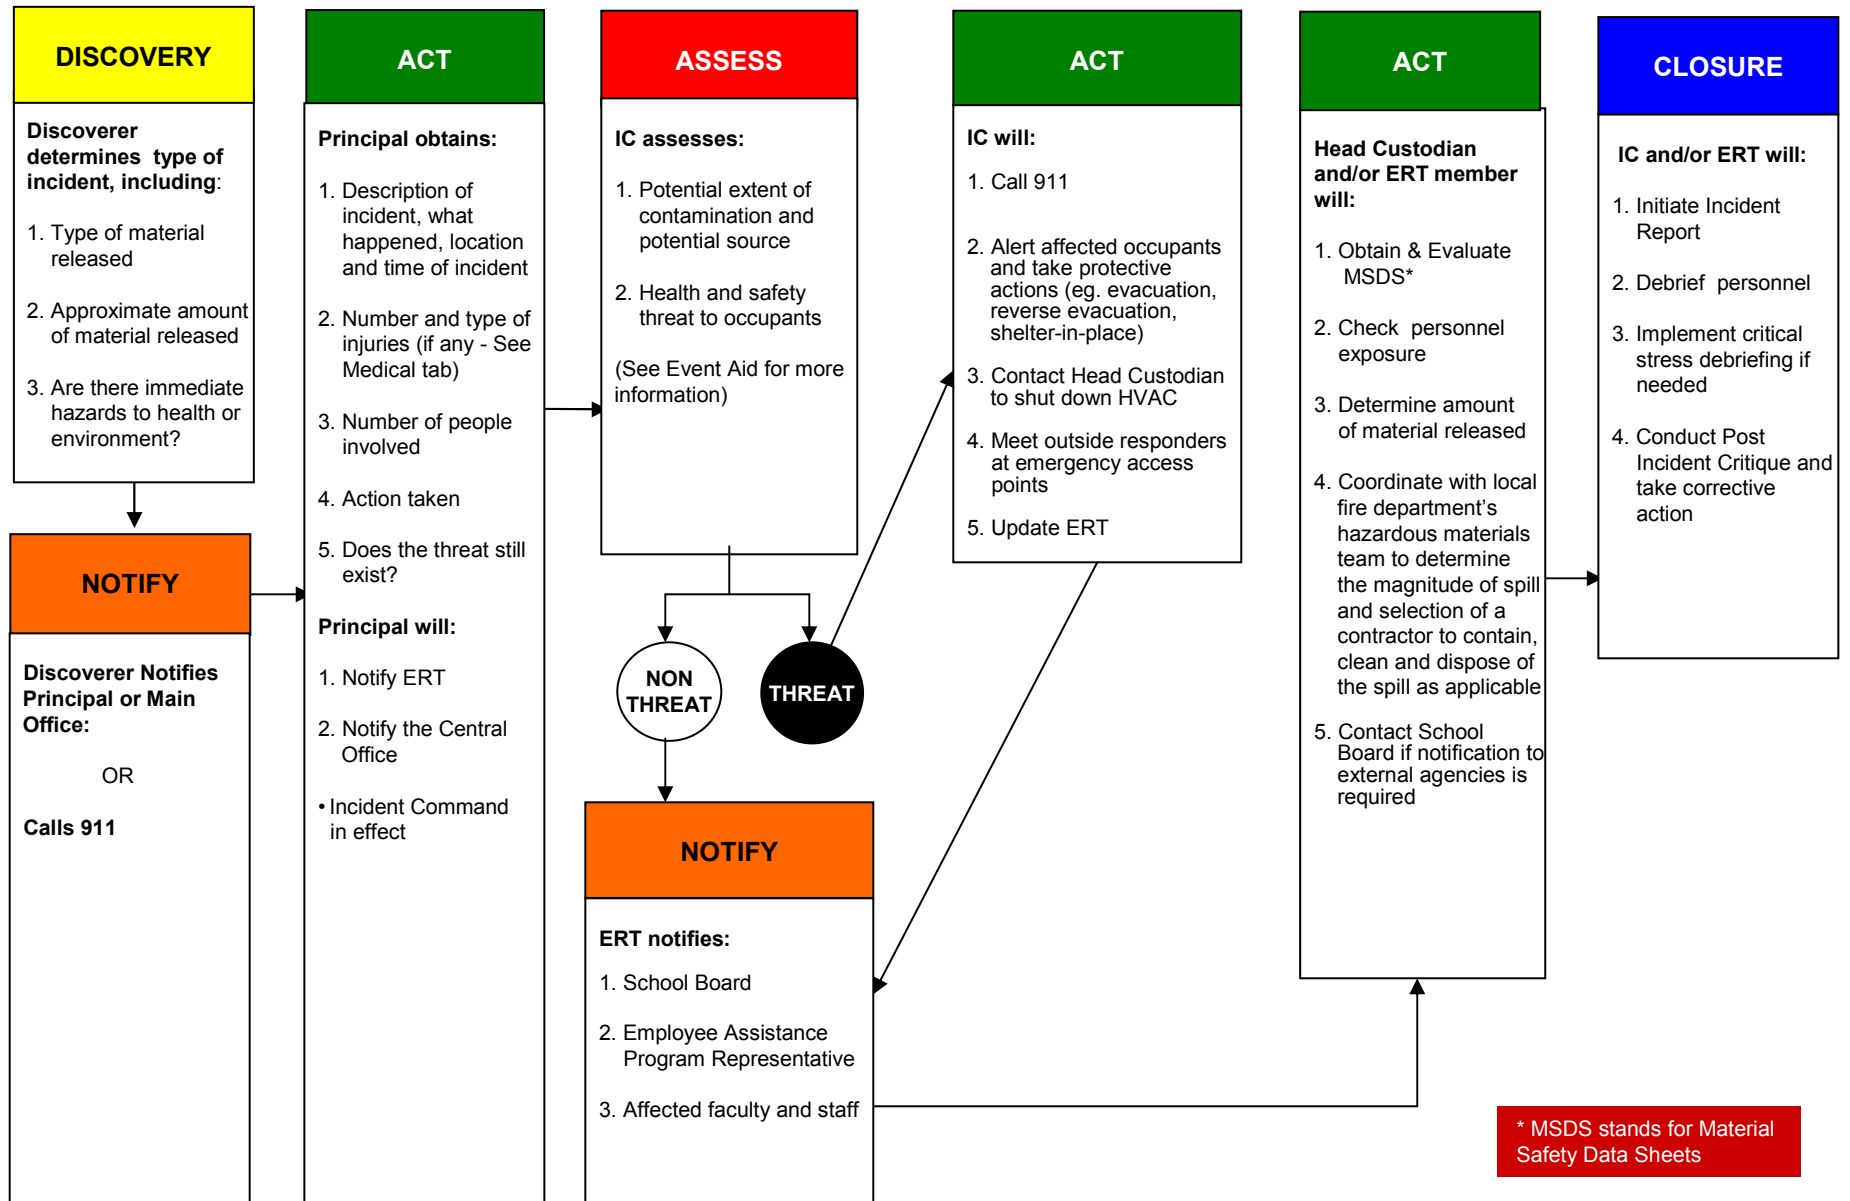 DISCOVERY
Discoverer
determines type of
incident, including:
1. Type of material
released
2. Approximate amount
of material released
3. Are there immediate
hazards to health or
environment?
NOTIFY
Discoverer Notifies
Principal or Main
Office:
OR
Calls 911
ACT
Principal obtains:
1. Description of
incident, what
happened, location
and time of incident
2. Number and type of
injuries (if any - See
Medical tab)
3. Number of people
involved
4. Action taken
5. Does the threat still
exist?
Principal will:
1. Notify ERT
2. Notify the Central
Office
• Incident Command
in effect
ASSESS
IC assesses:
1. Potential extent of
contamination and
potential source
2. Health and safety
threat to occupants
(See Event Aid for more
information)
NON
THREAT
THREAT
NOTIFY
ERT notifies:
1. School Board
2. Employee Assistance
Program Representative
3. Affected faculty and staff
ACT
IC will:
1. Call 911
2. Alert affected occupants
and take protective
actions (eg. evacuation,
reverse evacuation,
shelter-in-place)
3. Contact Head Custodian
to shut down HVAC
4. Meet outside responders
at emergency access
points
5. Update ERT
ACT
Head Custodian
and/or ERT member
will:
1. Obtain & Evaluate
MSDS*
2. Check personnel
exposure
3. Determine amount
of material released
4. Coordinate with local
fire department's
hazardous materials
team to determine
the magnitude of spill
and selection of a
contractor to contain,
clean and dispose of
the spill as applicable
5. Contact School
Board if notification to
external agencies is
required
CLOSURE
IC and/or ERT will:
1. Initiate Incident
Report
2. Debrief personnel
3. Implement critical
stress debriefing if
needed
4. Conduct Post
Incident Critique and
take corrective
action
* MSDS stands for Material
Safety Data Sheets